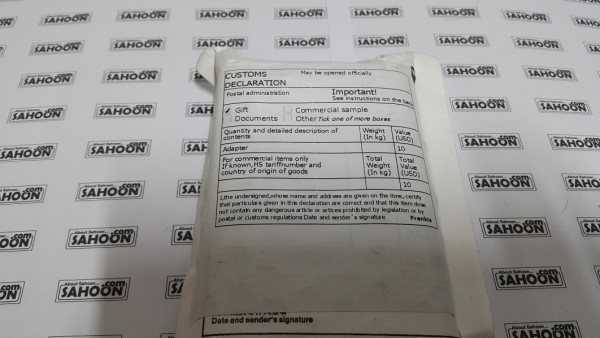 CUSTOMS
DECLARATION
May be opened officially
Postal administration
Important!
See instructions on the back
✓ Gift
Commercial sample
Documents
Other Tick one of more boxes
Quantity and detailed description of
contents
Weight
(In kg)
Value
(USD)
Adapter
10
For commercial items only
If known,HS tariffnumber and
country of origin of goods
Total
Weight
(In kg)
Total
Value
(USD)
10
I,the undersigned,whose name and address are given on the time, certify
that particulars given in this declaration are correct and that this item dose
not contain any dangerous article or artices prohibited by legislation or by
postal or customs regulations Date and sender`s signature
Frankie
Date and sender's signature
About Sahoon...
SAHOON.com